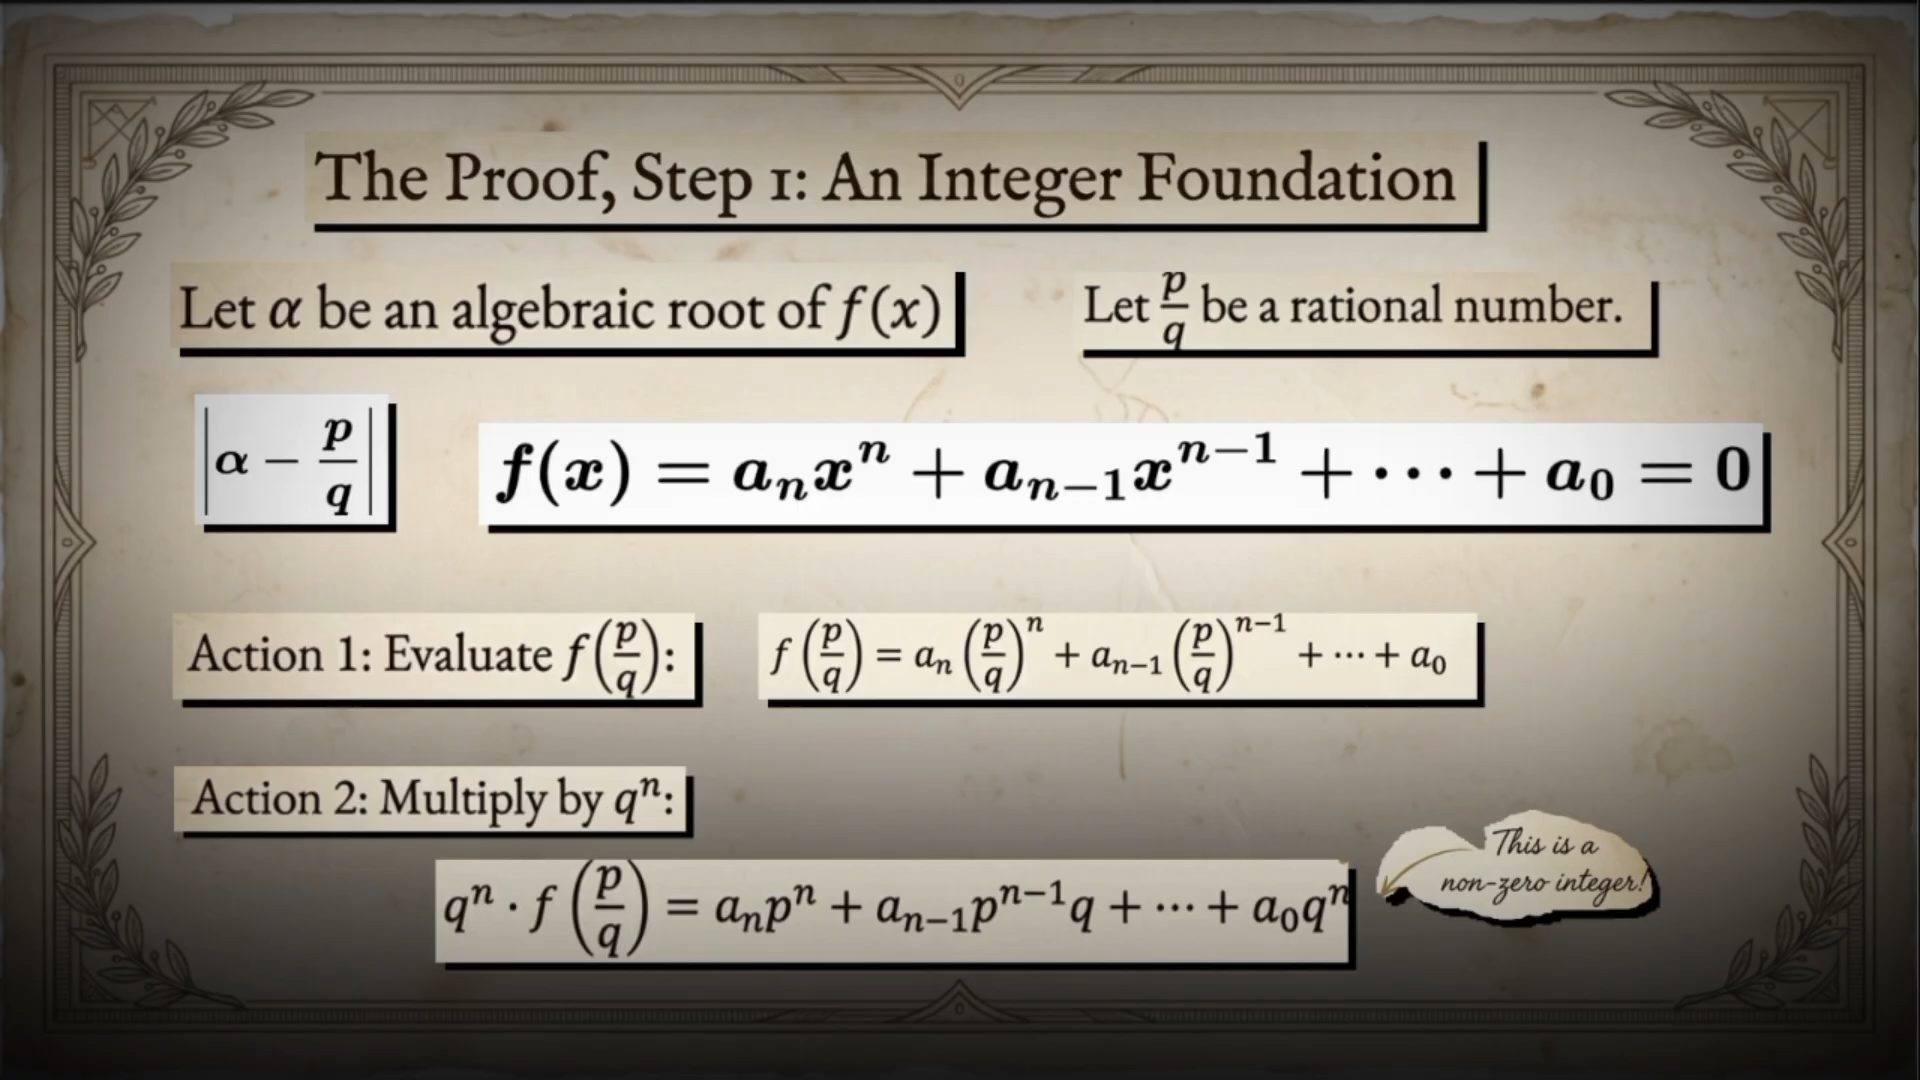 The Proof, Step 1: An Integer Foundation
Let α be an algebraic root of f(x)
Let p/q be a rational number.
|α − p/q|
f(x) = aₙxⁿ + aₙ₋₁xⁿ⁻¹ + ⋯ + a₀ = 0
Action 1: Evaluate f(p/q):
f(p/q) = aₙ(p/q)ⁿ + aₙ₋₁(p/q)ⁿ⁻¹ + ⋯ + a₀
Action 2: Multiply by qⁿ:
qⁿ · f(p/q) = aₙpⁿ + aₙ₋₁pⁿ⁻¹q + ⋯ + a₀qⁿ
This is a
non-zero integer!